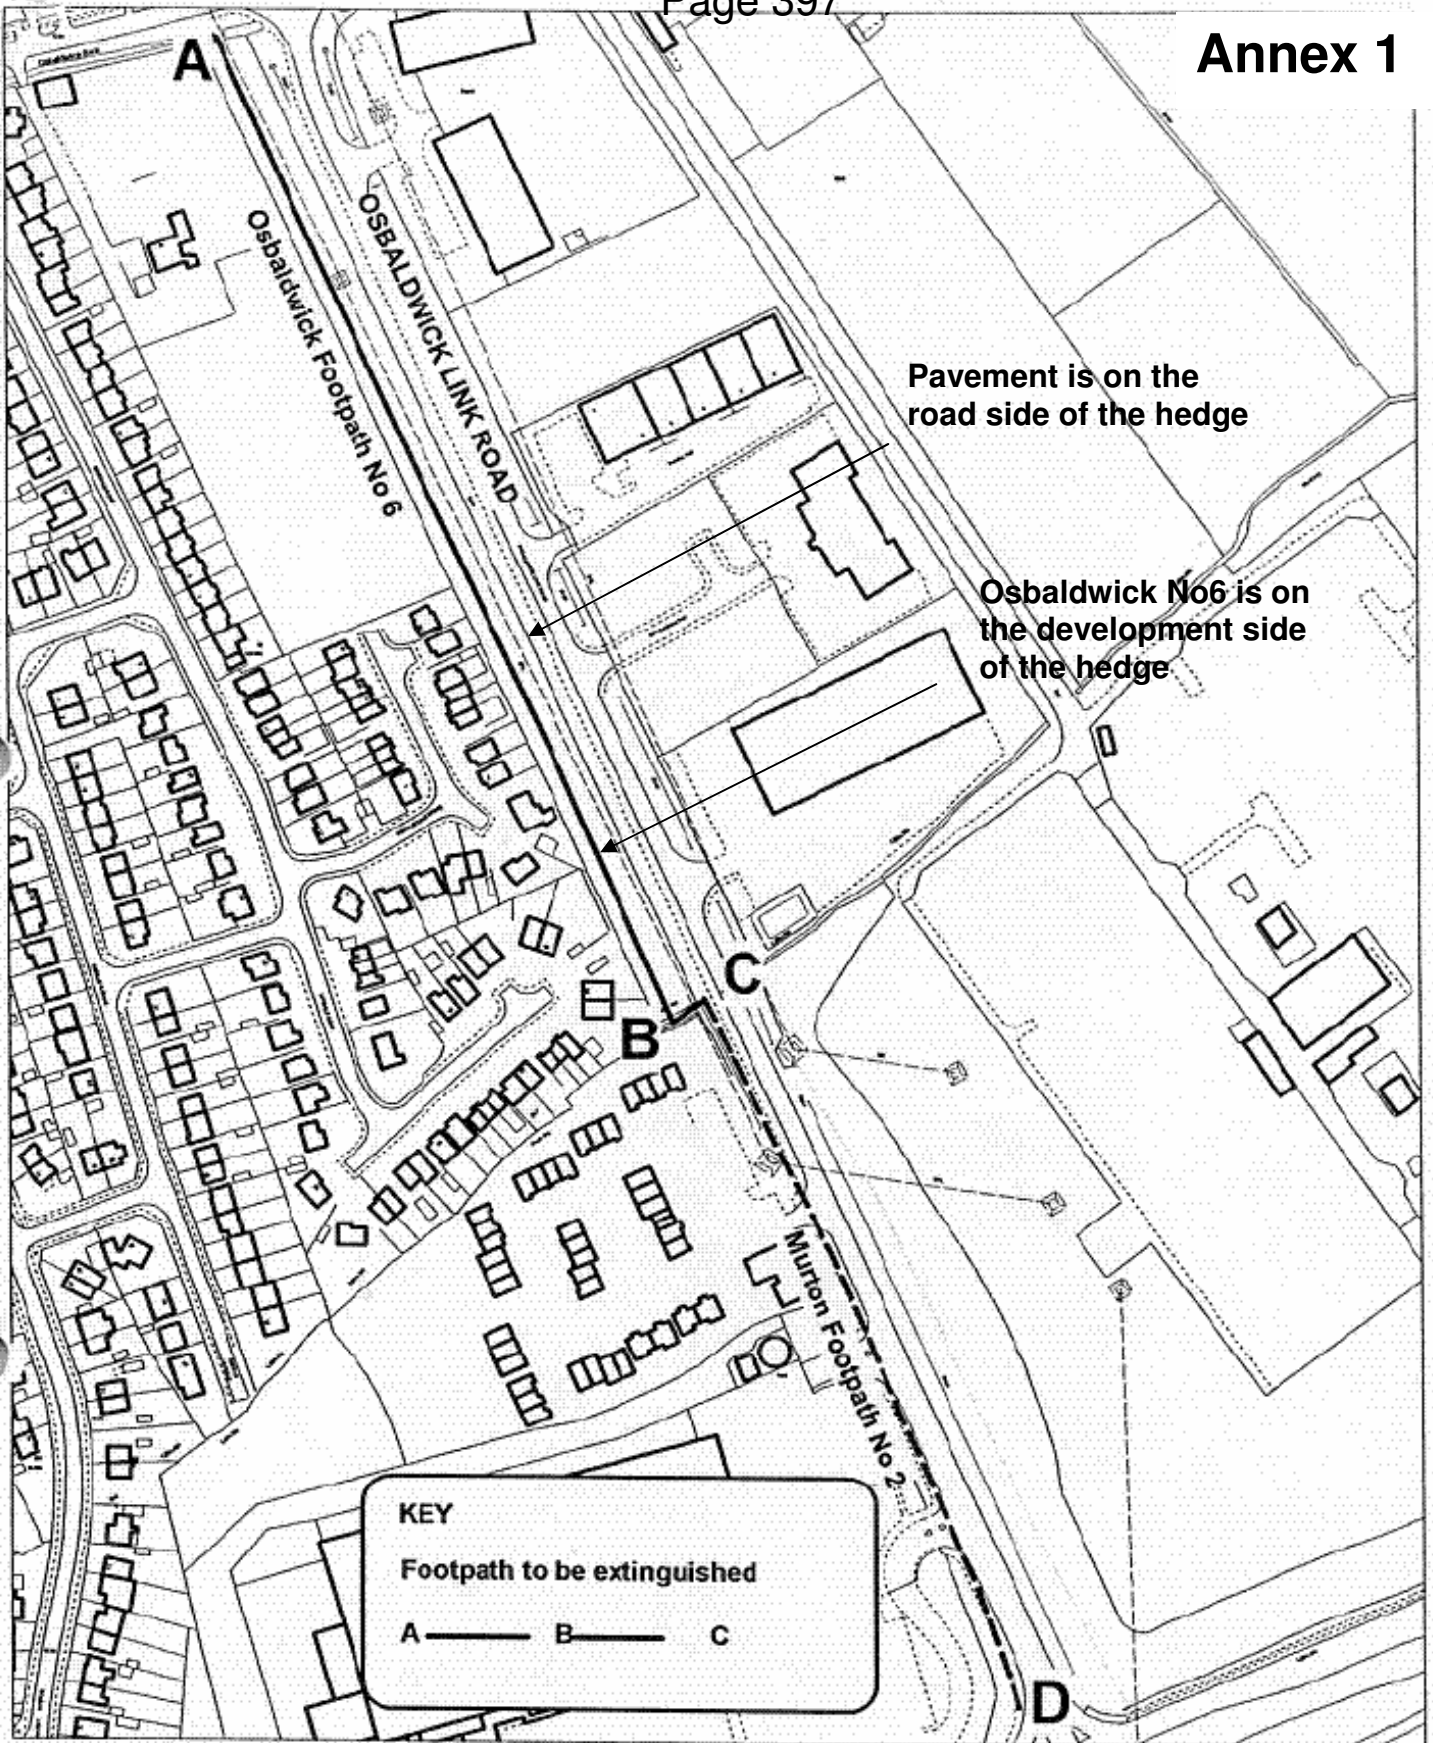 Page 397
Annex 1
A
Osbaldwick Footpath No 6
OSBALDWICK LINK ROAD
Pavement is on the
road side of the hedge
Osbaldwick No6 is on
the development side
of the hedge
C
B
Murton Footpath No 2
KEY
Footpath to be extinguished
A B C
D